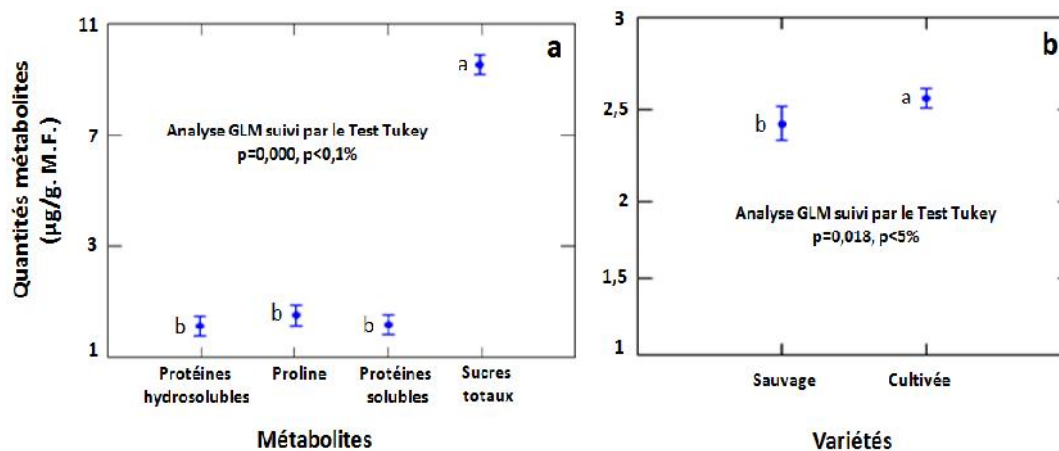 11
7
3
1
Quantités métabolites
(µg/g. M.F.)
a
Analyse GLM suivi par le Test Tukey
p=0,000, p<0,1%
a
b
b
b
Protéines hydrosolubles
Proline
Protéines solubles
Sucres totaux
Métabolites
3
2,5
2
1,5
1
b
b
a
Analyse GLM suivi par le Test Tukey
p=0,018, p<5%
Sauvage
Cultivée
Variétés